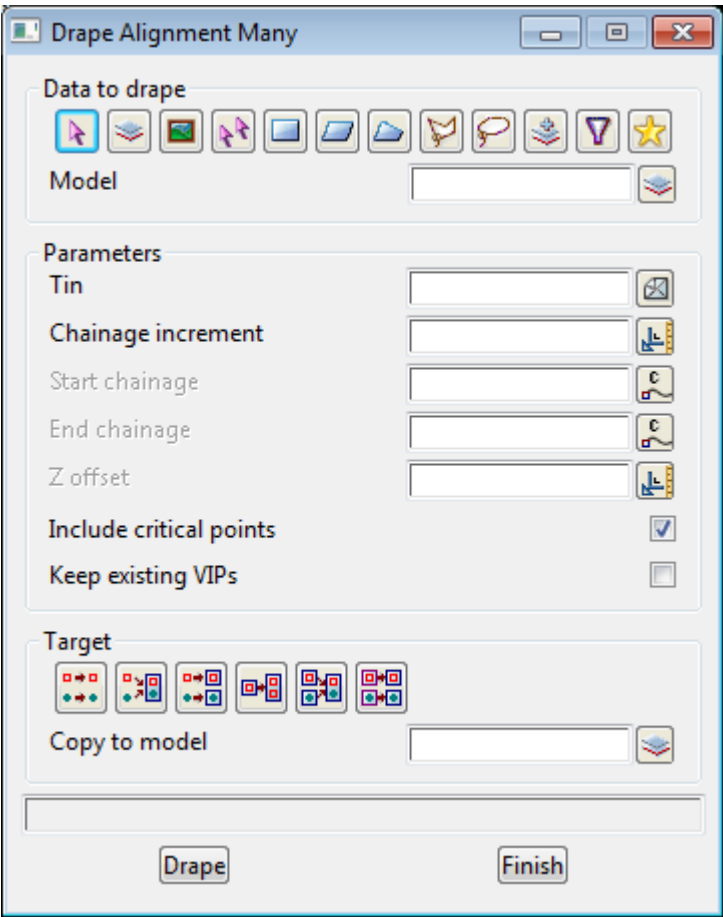 Drape Alignment Many
Data to drape
Model
Parameters
Tin
Chainage increment
Start chainage
C
End chainage
C
Z offset
Include critical points
Keep existing VIPs
Target
Copy to model
Drape
Finish